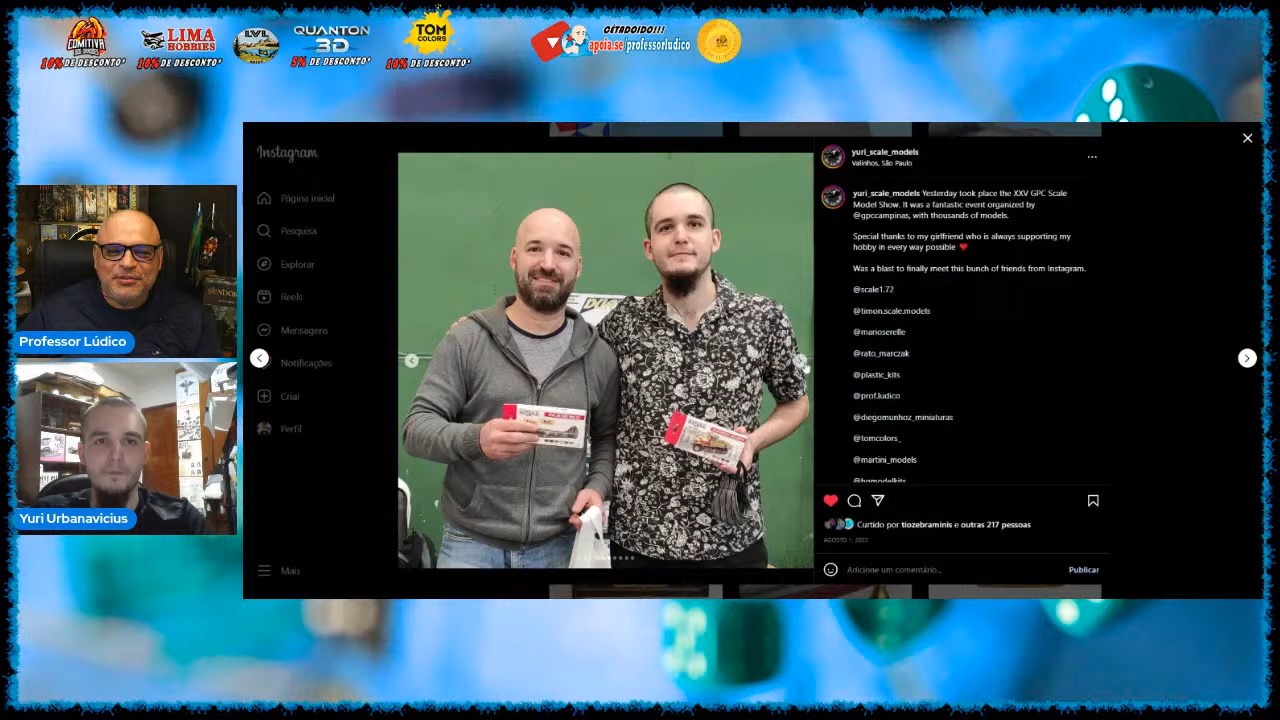 COMITIVA
10% DE DESCONTO*
LIMA
HOBBIES
10% DE DESCONTO*
LVL
QUANTON
3D
5% DE DESCONTO*
TOM
COLORS
10% DE DESCONTO*
CÊTÁDOIDO!!!
apoia.se/professorludico
Instagram
Página inicial
Pesquisa
Explorar
Reels
Mensagens
Notificações
Criar
Perfil
Mais
Professor Lúdico
Yuri Urbanavicius
yuri_scale_models
Valinhos, São Paulo
yuri_scale_models Yesterday took place the XXV GPC Scale
Model Show. It was a fantastic event organized by
@gpccampinas, with thousands of models.
Special thanks to my girlfriend who is always supporting my
hobby in every way possible ❤️
Was a blast to finally meet this bunch of friends from Instagram.
@scale1.72
@timon.scale.models
@marioserelle
@rato_marczak
@plastic_kits
@prof.ludico
@diegomunhoz_miniaturas
@tomcolors_
@martini_models
@hqmodelkits
Curtido por tiozebraminis e outras 217 pessoas
AGOSTO 1, 2022
Adicione um comentário...
Publicar